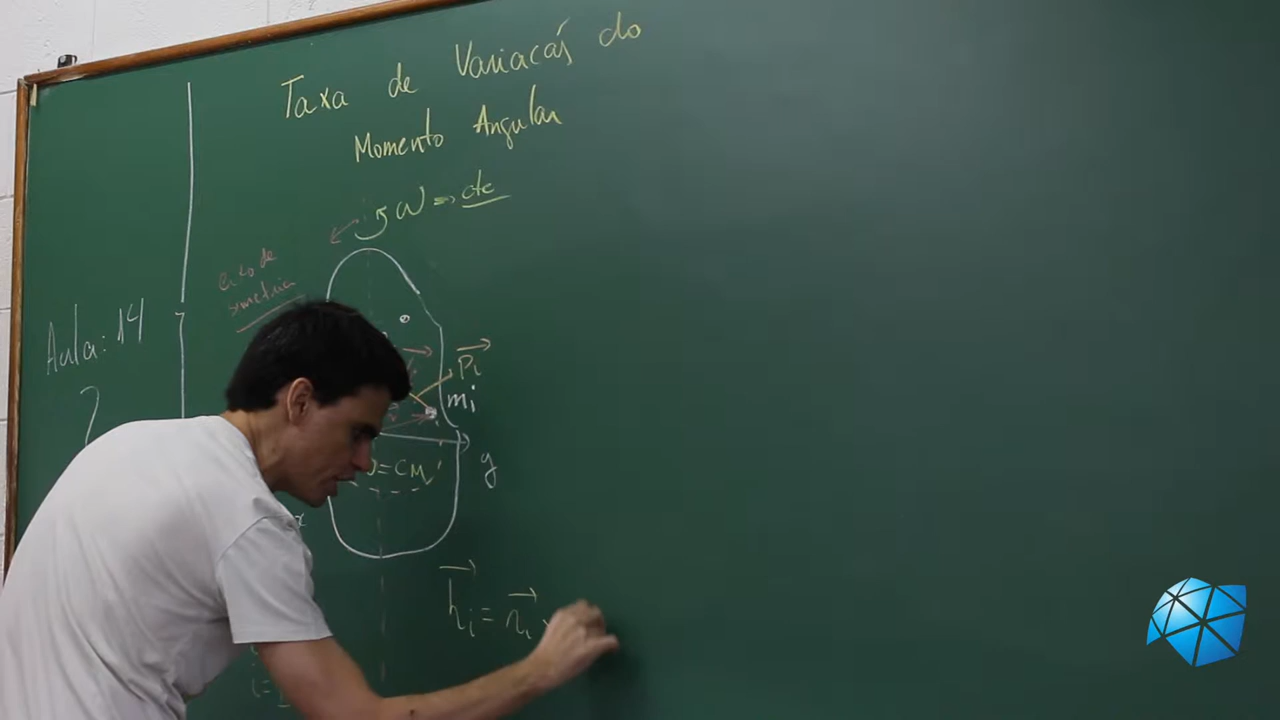 Taxa de Variação do
Momento Angular
ω = cte
eixo de
simetria
Aula: 14
→
Pi
mi
=CM
y
x
→ →
hi = ri ×